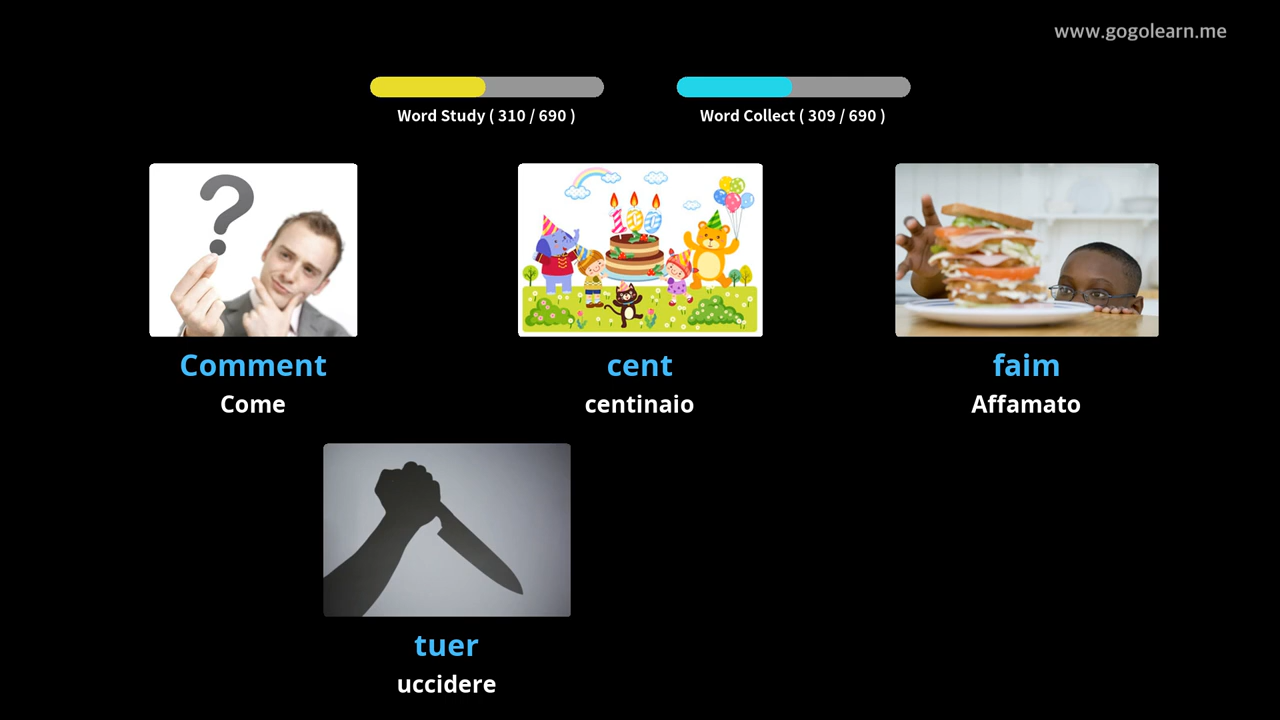 www.gogolearn.me
Word Study ( 310 / 690 )
Word Collect ( 309 / 690 )
100
Comment
Come
cent
centinaio
faim
Affamato
tuer
uccidere